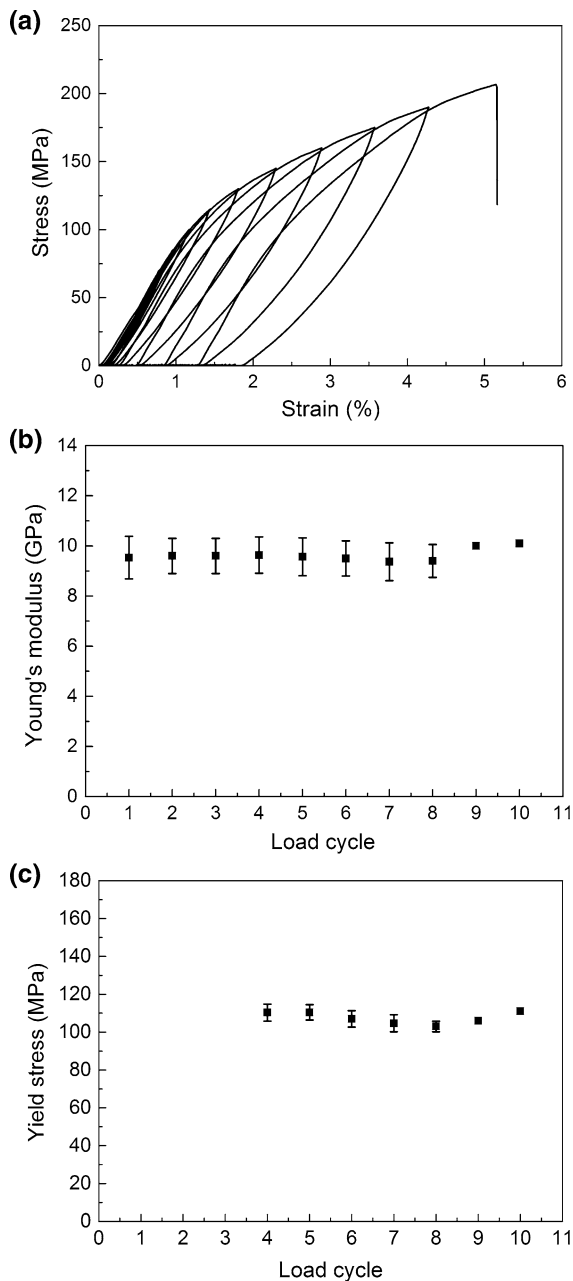 (a)
250
200
150
100
50
0
Stress (MPa)
0 1 2 3 4 5 6
Strain (%)
(b)
14
12
10
8
6
4
2
0
Young's modulus (GPa)
0 1 2 3 4 5 6 7 8 9 10 11
Load cycle
(c)
180
160
140
120
100
80
60
40
20
0
Yield stress (MPa)
0 1 2 3 4 5 6 7 8 9 10 11
Load cycle